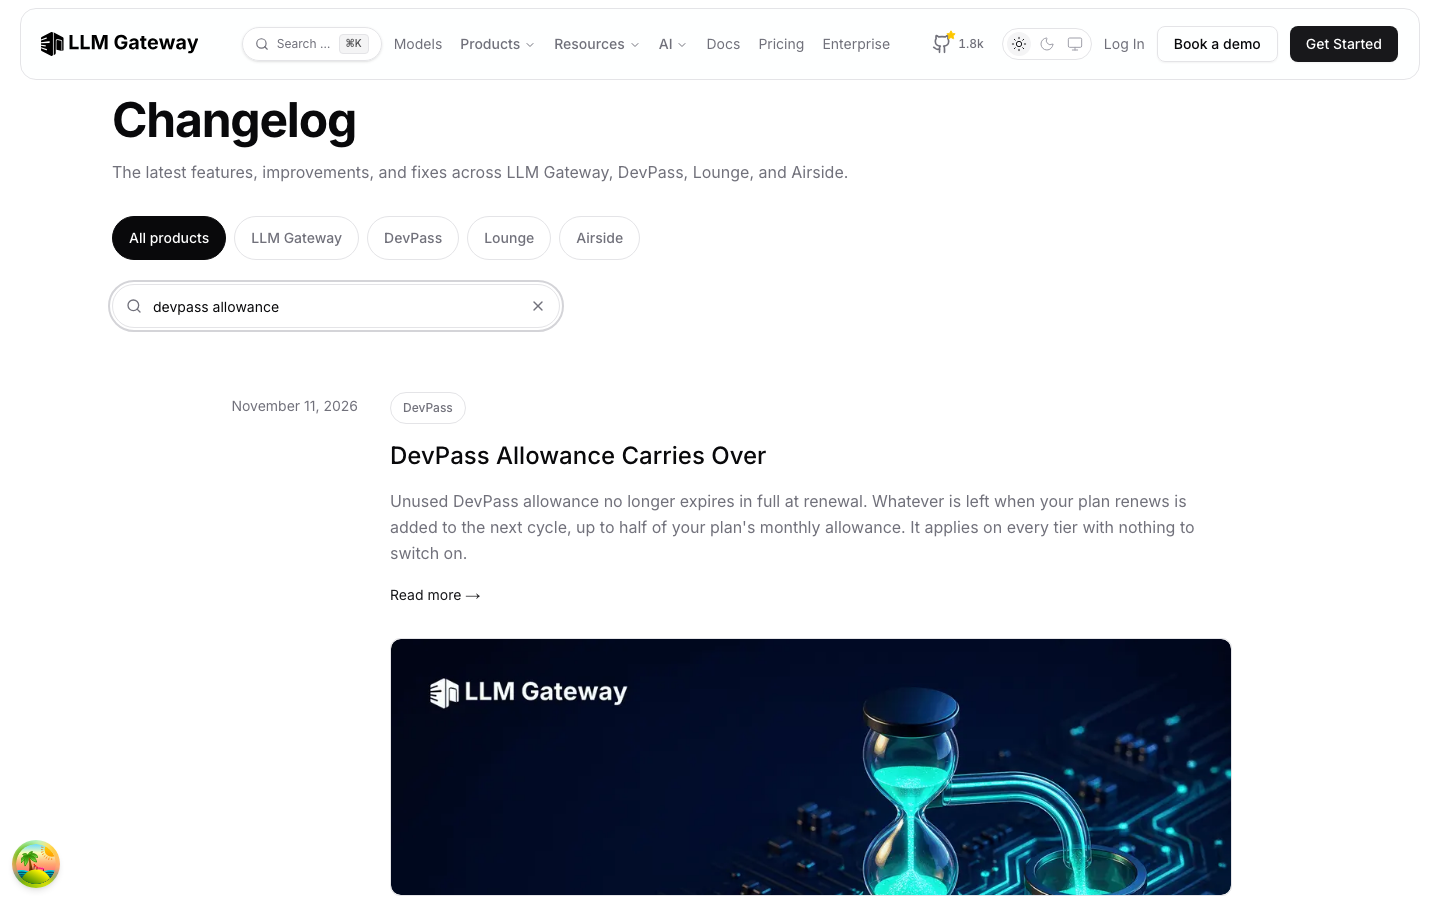 LLM Gateway
Search ... ⌘K
Models
Products
Resources
AI
Docs
Pricing
Enterprise
1.8k
Log In
Book a demo
Get Started
Changelog
The latest features, improvements, and fixes across LLM Gateway, DevPass, Lounge, and Airside.
All products
LLM Gateway
DevPass
Lounge
Airside
devpass allowance
November 11, 2026
DevPass
DevPass Allowance Carries Over
Unused DevPass allowance no longer expires in full at renewal. Whatever is left when your plan renews is
added to the next cycle, up to half of your plan's monthly allowance. It applies on every tier with nothing to
switch on.
Read more →
LLM Gateway